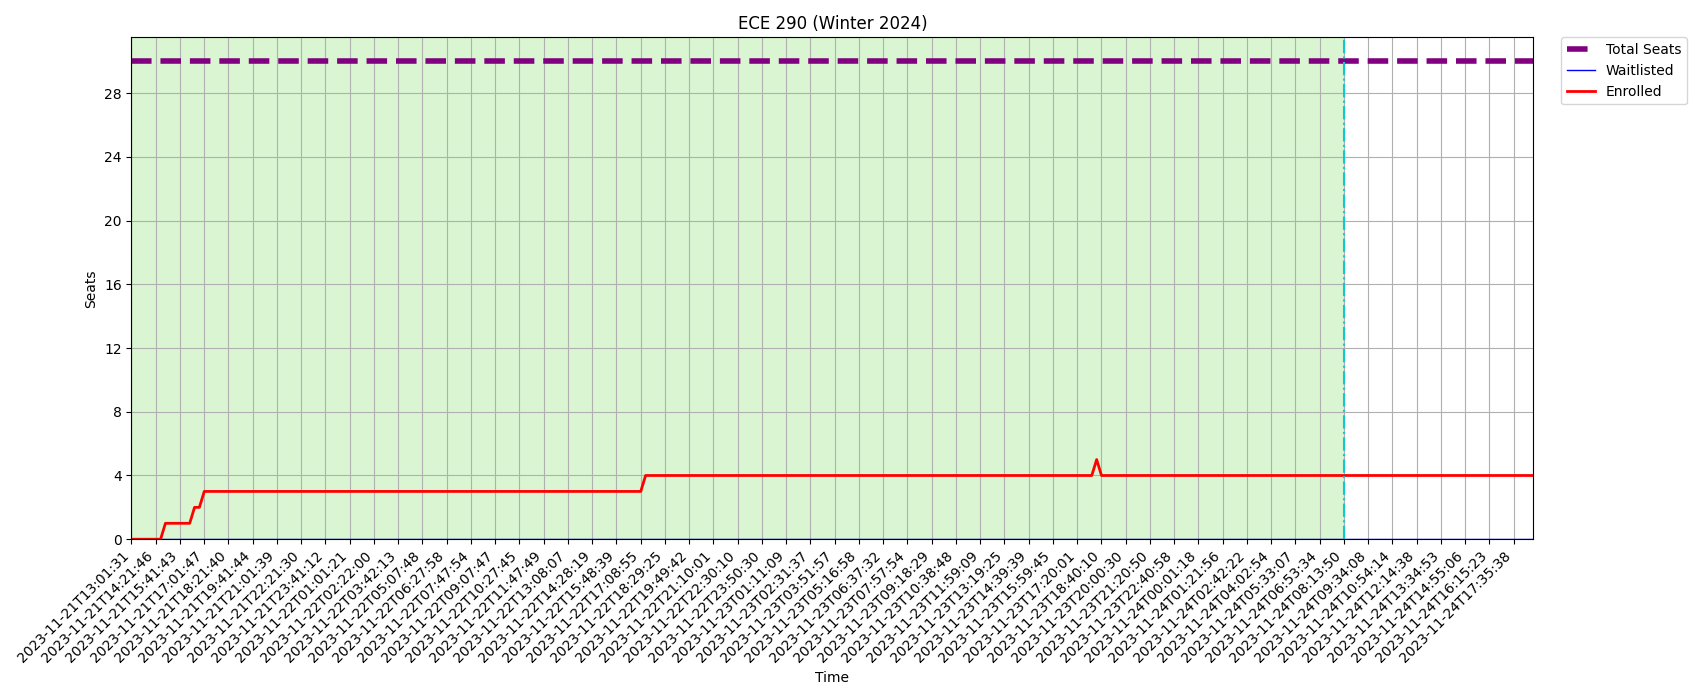 ECE 290 (Winter 2024)
Total Seats
Waitlisted
Enrolled
Seats
28
24
20
16
12
8
4
0
2023-11-21T13:01:31
2023-11-21T14:21:46
2023-11-21T15:41:43
2023-11-21T17:01:47
2023-11-21T18:21:40
2023-11-21T19:41:44
2023-11-21T21:01:39
2023-11-21T22:21:30
2023-11-21T23:41:12
2023-11-22T01:01:21
2023-11-22T02:22:00
2023-11-22T03:42:13
2023-11-22T05:07:48
2023-11-22T06:27:58
2023-11-22T07:47:54
2023-11-22T09:07:47
2023-11-22T10:27:45
2023-11-22T11:47:49
2023-11-22T13:08:07
2023-11-22T14:28:19
2023-11-22T15:48:39
2023-11-22T17:08:55
2023-11-22T18:29:25
2023-11-22T19:49:42
2023-11-22T21:10:01
2023-11-22T22:30:10
2023-11-22T23:50:30
2023-11-23T01:11:09
2023-11-23T02:31:37
2023-11-23T03:51:57
2023-11-23T05:16:58
2023-11-23T06:37:32
2023-11-23T07:57:54
2023-11-23T09:18:29
2023-11-23T10:38:48
2023-11-23T11:59:09
2023-11-23T13:19:25
2023-11-23T14:39:39
2023-11-23T15:59:45
2023-11-23T17:20:01
2023-11-23T18:40:10
2023-11-23T20:00:30
2023-11-23T21:20:50
2023-11-23T22:40:58
2023-11-24T00:01:18
2023-11-24T01:21:56
2023-11-24T02:42:22
2023-11-24T04:02:54
2023-11-24T05:33:07
2023-11-24T06:53:34
2023-11-24T08:13:50
2023-11-24T09:34:08
2023-11-24T10:54:14
2023-11-24T12:14:38
2023-11-24T13:34:53
2023-11-24T14:55:06
2023-11-24T16:15:23
2023-11-24T17:35:38
Time